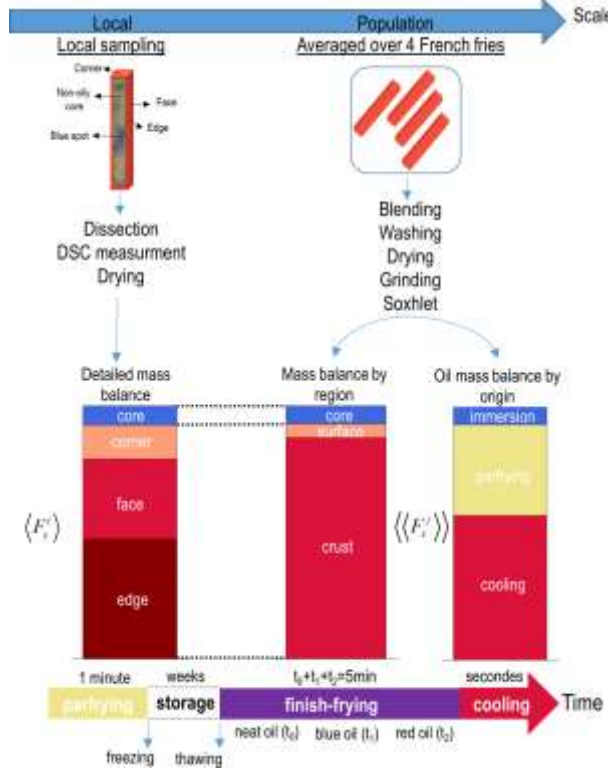 Local
Population
Scale
Local sampling
Averaged over 4 French fries
Corner
Non-oily
core
Face
Edge
Blue spot
Dissection
DSC measurment
Drying
Blending
Washing
Drying
Grinding
Soxhlet
Detailed mass
balance
Mass balance by
region
Oil mass balance by
origin
core
corner
face
edge
core
surface
crust
immersion
parfrying
cooling
1 minute
weeks
t₀+t₁+t₂=5min
secondes
parfrying
storage
finish-frying
cooling
Time
neat oil (t₀)
blue oil (t₁)
red oil (t₂)
freezing
thawing